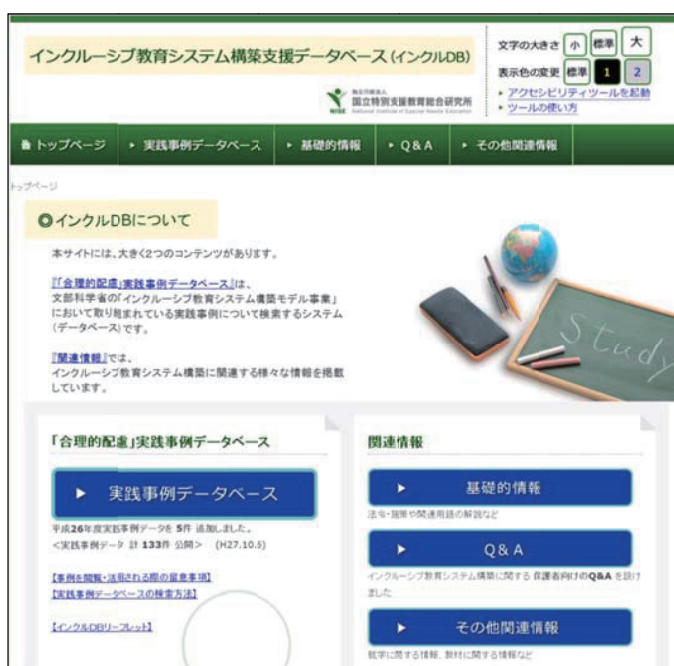 インクルーシブ教育システム構築支援データベース(インクルDB)
文字の大きさ 小 標準 大
表示色の変更 標準 1 2
アクセシビリティツールを起動
ツールの使い方
独立行政法人
国立特別支援教育総合研究所
NISE National Institute of Special Needs Education
トップページ 実践事例データベース 基礎的情報 Q&A その他関連情報
トップページ
◎インクルDBについて
本サイトには、大きく2つのコンテンツがあります。
『「合理的配慮」実践事例データベース』は、
文部科学省の「インクルーシブ教育システム構築モデル事業」
において取り組まれている実践事例について検索するシステム
(データベース)です。
『関連情報』では、
インクルーシブ教育システム構築に関連する様々な情報を掲載
しています。
Study
「合理的配慮」実践事例データベース
実践事例データベース
平成26年度実践事例データを 5件 追加しました。
<実践事例データ 計 133件 公開> (H27.10.5)
【事例を閲覧・活用される際の留意事項】
【実践事例データベースの検索方法】
【インクルDBリーフレット】
関連情報
基礎的情報
法令・施策や関連用語の解説など
Q&A
インクルーシブ教育システム構築に関する 保護者向けのQ&A を設け
ました
その他関連情報
就学に関する情報、教材に関する情報など